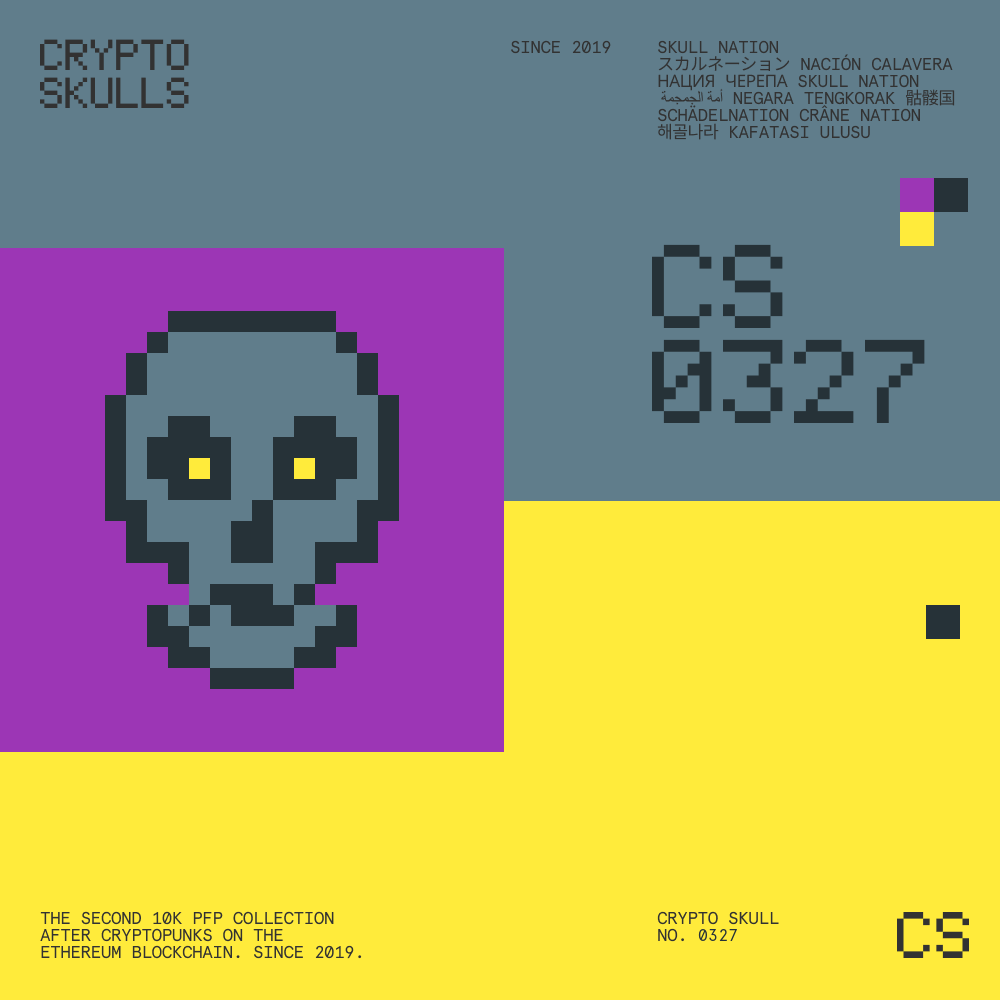 CRYPTO
SKULLS
SINCE 2019
SKULL NATION
スカルネーション NACIÓN CALAVERA
НАЦИЯ ЧЕРЕПА SKULL NATION
أمة الجمجمة NEGARA TENGKORAK 骷髅国
SCHÄDELNATION CRÂNE NATION
해골나라 KAFATASI ULUSU
CS
0327
THE SECOND 10K PFP COLLECTION
AFTER CRYPTOPUNKS ON THE
ETHEREUM BLOCKCHAIN. SINCE 2019.
CRYPTO SKULL
NO. 0327
CS